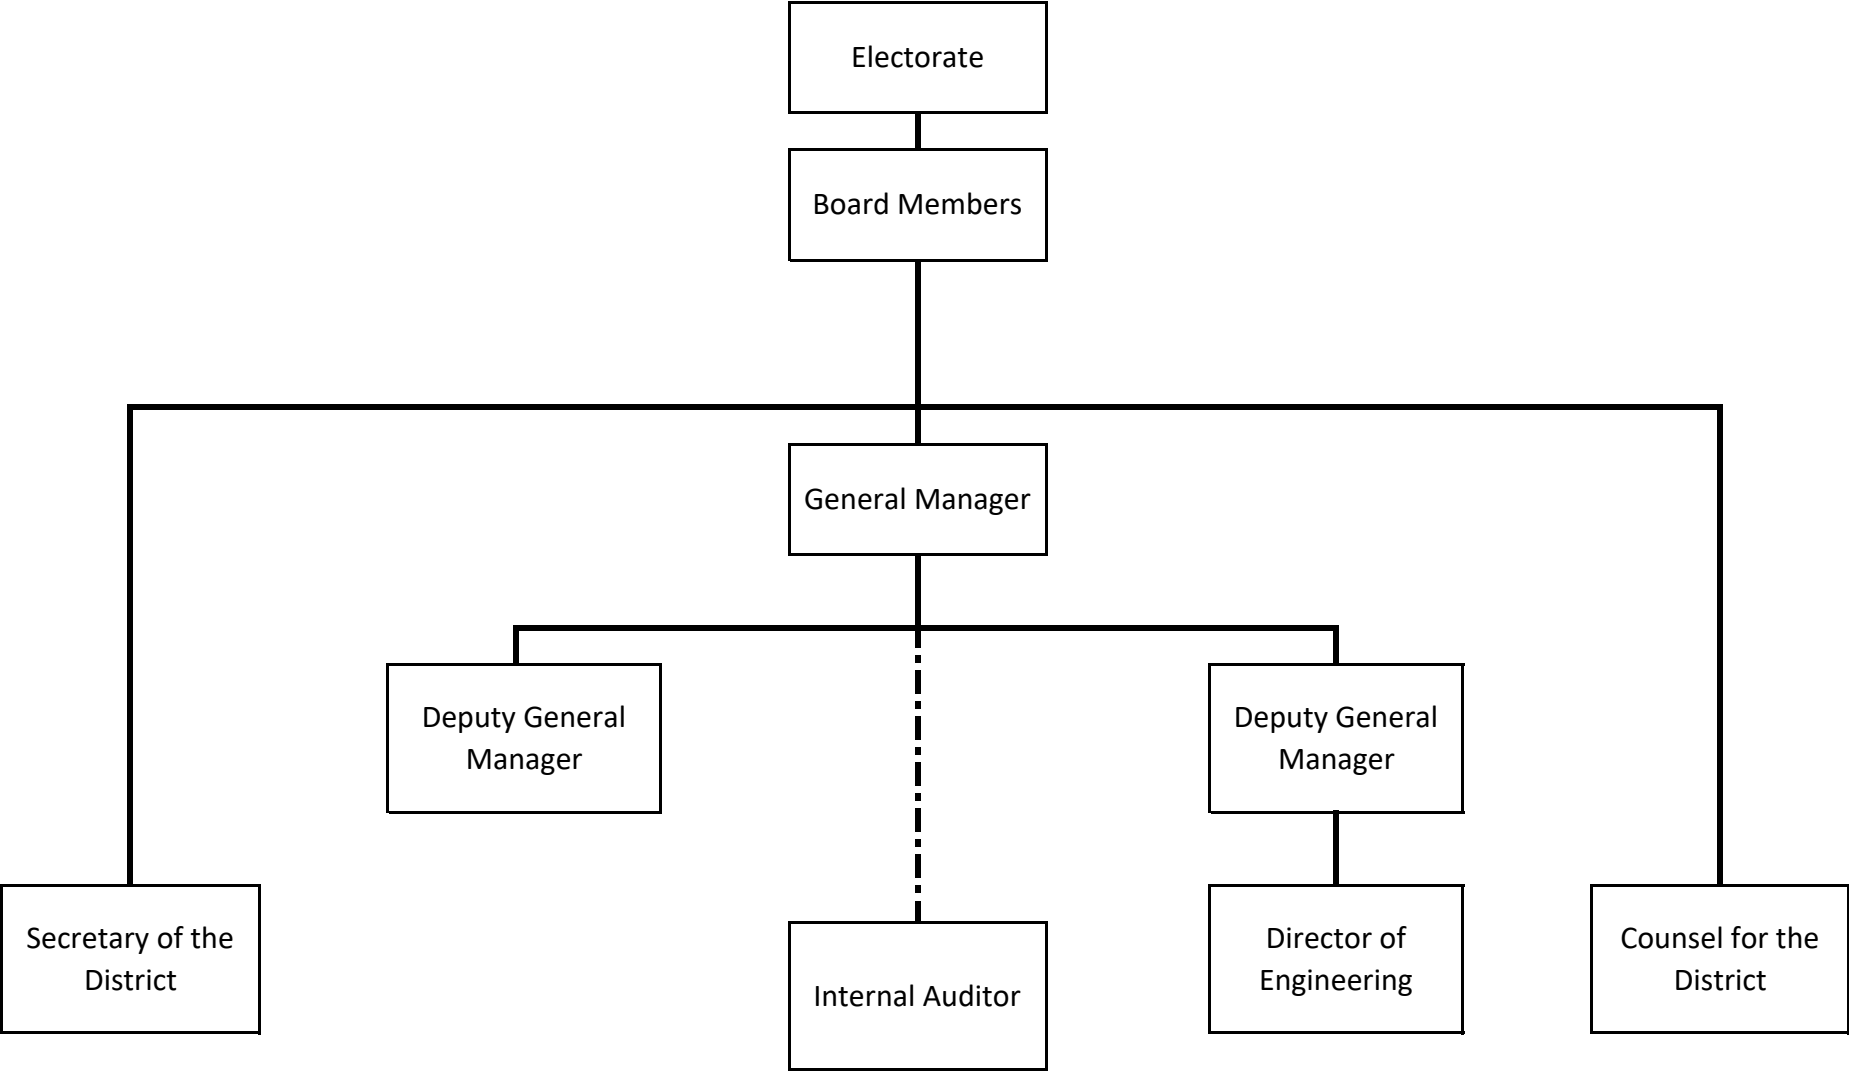 Electorate
Board Members
General Manager
Deputy General
Manager
Deputy General
Manager
Secretary of the
District
Internal Auditor
Director of
Engineering
Counsel for the
District